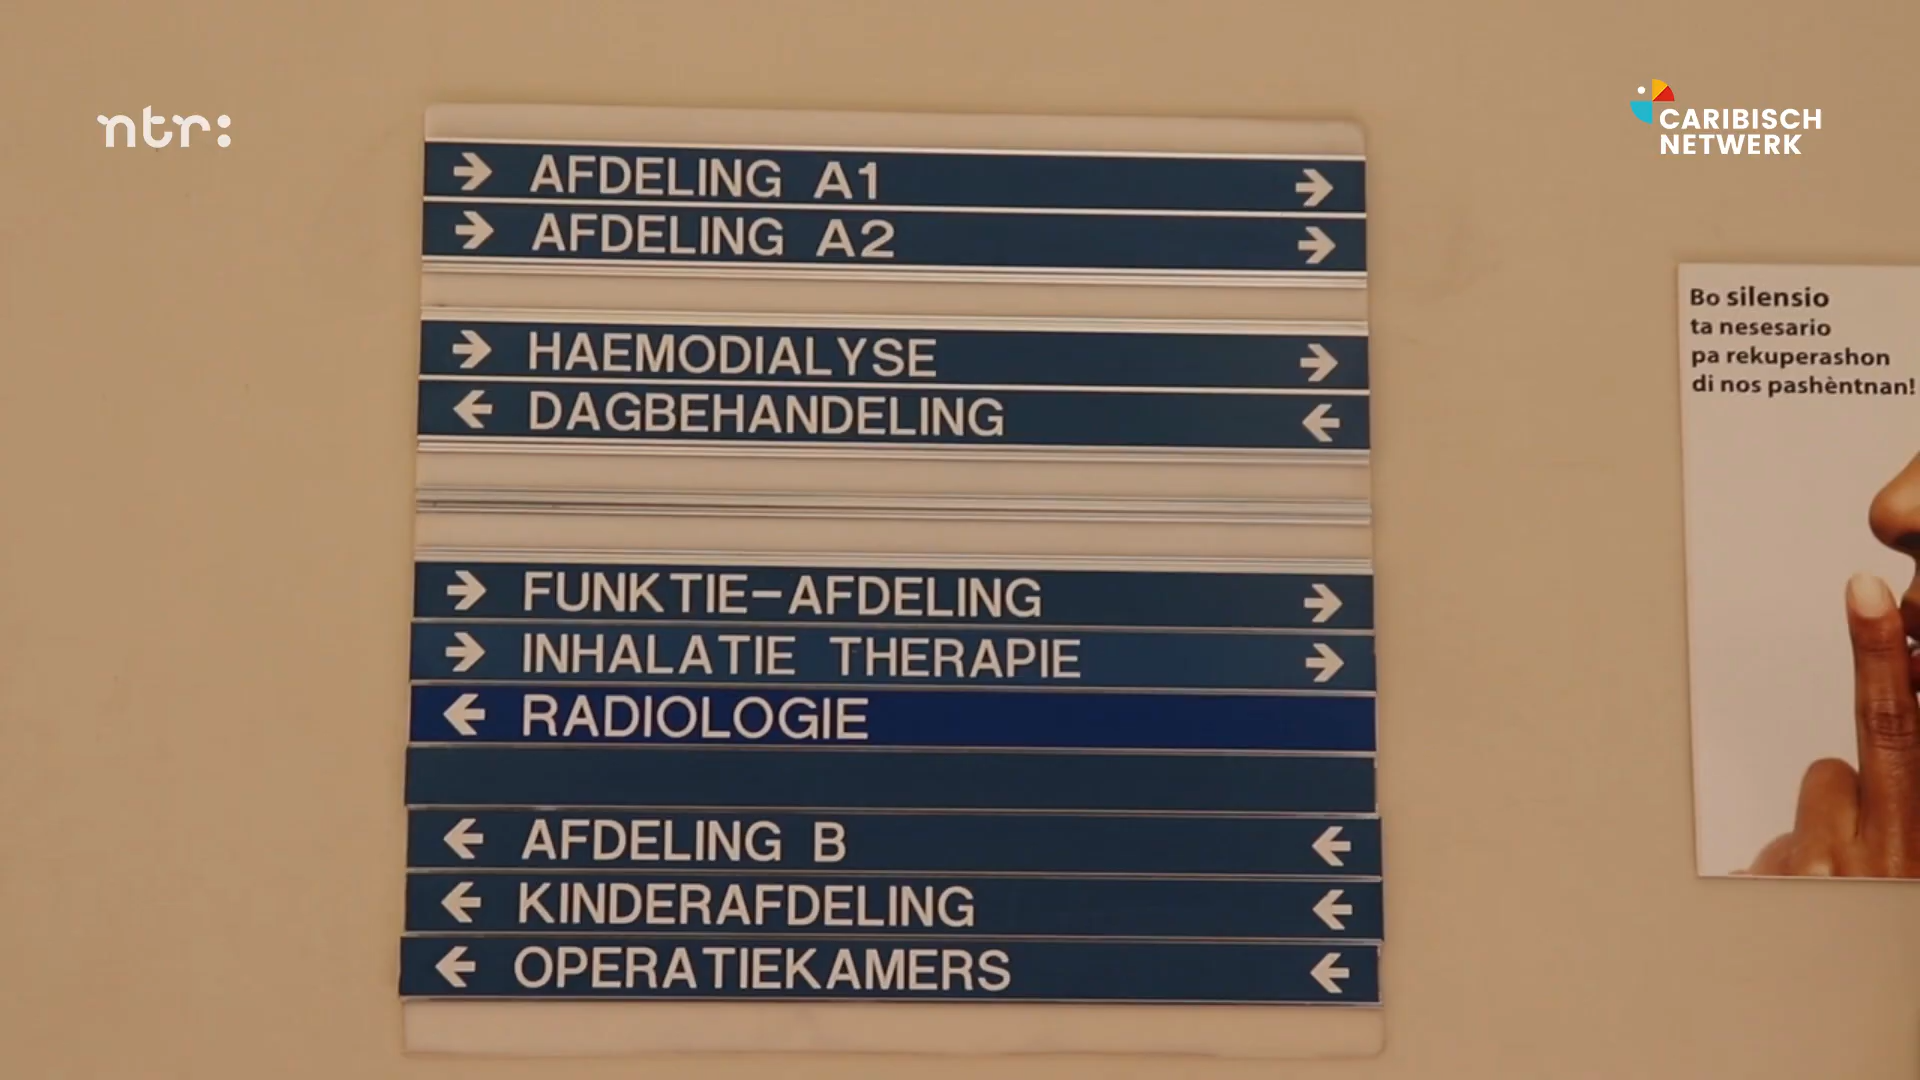 ntr:
CARIBISCH
NETWERK
→ AFDELING A1 →
→ AFDELING A2 →
→ HAEMODIALYSE →
← DAGBEHANDELING ←
→ FUNKTIE-AFDELING →
→ INHALATIE THERAPIE →
← RADIOLOGIE
← AFDELING B ←
← KINDERAFDELING ←
← OPERATIEKAMERS ←
Bo silensio
ta nesesario
pa rekuperashon
di nos pashèntnan!